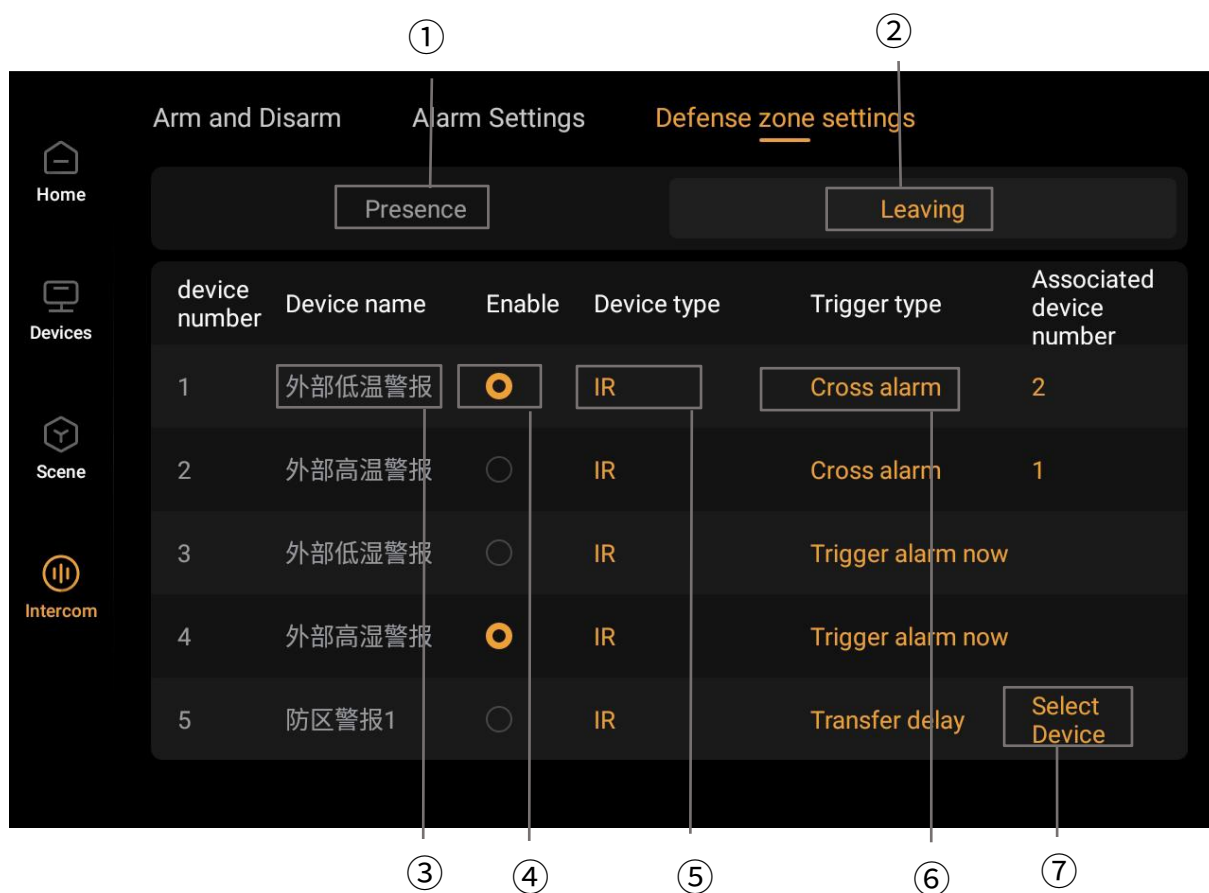 ① ②
Arm and Disarm Alarm Settings Defense zone settings
Home
Presence Leaving
device number Device name Enable Device type Trigger type Associated device number
Devices
1 外部低温警报 IR Cross alarm 2
2 外部高温警报 IR Cross alarm 1
Scene
3 外部低湿警报 IR Trigger alarm now
Intercom
4 外部高湿警报 IR Trigger alarm now
5 防区警报1 IR Transfer delay Select Device
③ ④ ⑤ ⑥ ⑦